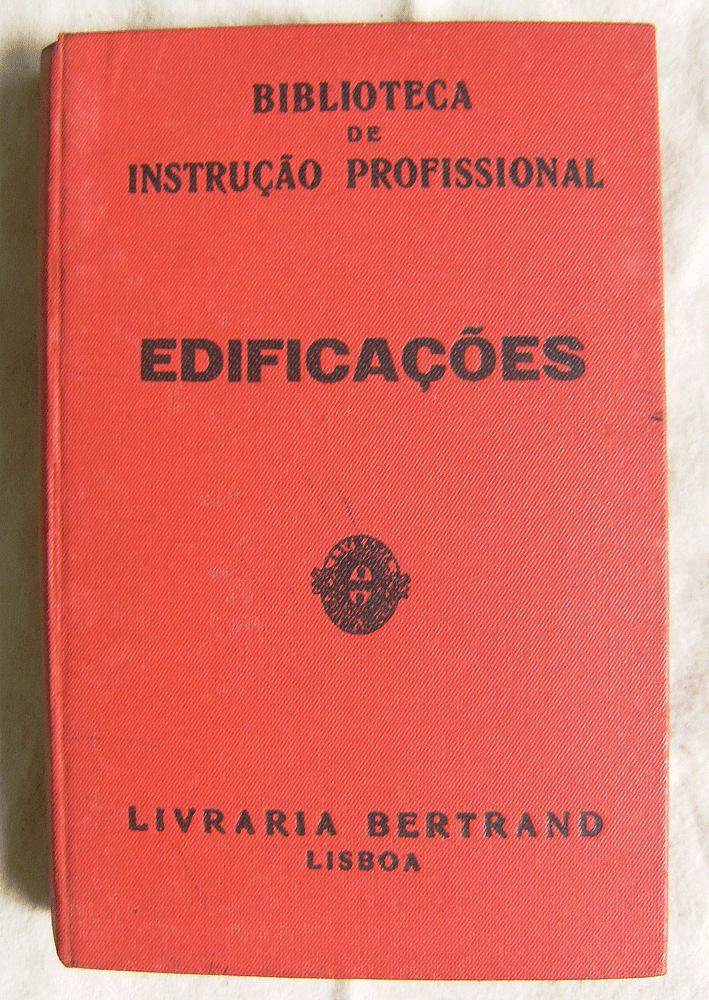 BIBLIOTECA
DE
INSTRUÇÃO PROFISSIONAL
EDIFICAÇÕES
LIVRARIA BERTRAND
LISBOA